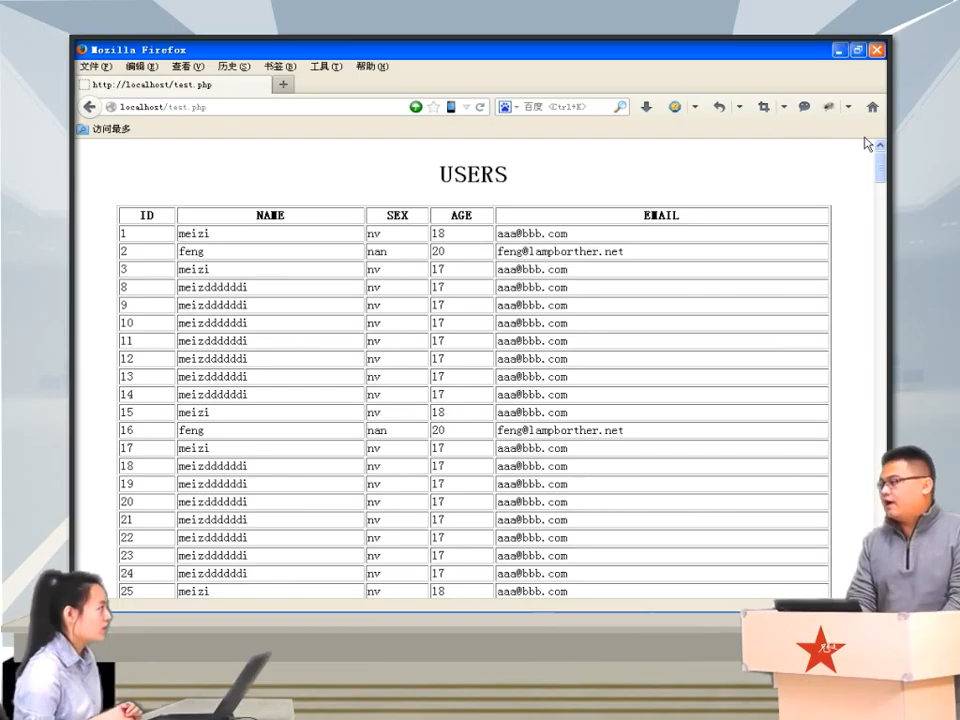 Mozilla Firefox
文件(F) 编辑(E) 查看(V) 历史(S) 书签(B) 工具(T) 帮助(H)
http://localhost/test.php
localhost/test.php 百度 <Ctrl+K>
访问最多
USERS
ID NAME SEX AGE EMAIL
1 meizi nv 18 aaa@bbb.com
2 feng nan 20 feng@lampborther.net
3 meizi nv 17 aaa@bbb.com
8 meizddddddi nv 17 aaa@bbb.com
9 meizddddddi nv 17 aaa@bbb.com
10 meizddddddi nv 17 aaa@bbb.com
11 meizddddddi nv 17 aaa@bbb.com
12 meizddddddi nv 17 aaa@bbb.com
13 meizddddddi nv 17 aaa@bbb.com
14 meizddddddi nv 17 aaa@bbb.com
15 meizi nv 18 aaa@bbb.com
16 feng nan 20 feng@lampborther.net
17 meizi nv 17 aaa@bbb.com
18 meizddddddi nv 17 aaa@bbb.com
19 meizddddddi nv 17 aaa@bbb.com
20 meizddddddi nv 17 aaa@bbb.com
21 meizddddddi nv 17 aaa@bbb.com
22 meizddddddi nv 17 aaa@bbb.com
23 meizddddddi nv 17 aaa@bbb.com
24 meizddddddi nv 17 aaa@bbb.com
25 meizi nv 18 aaa@bbb.com